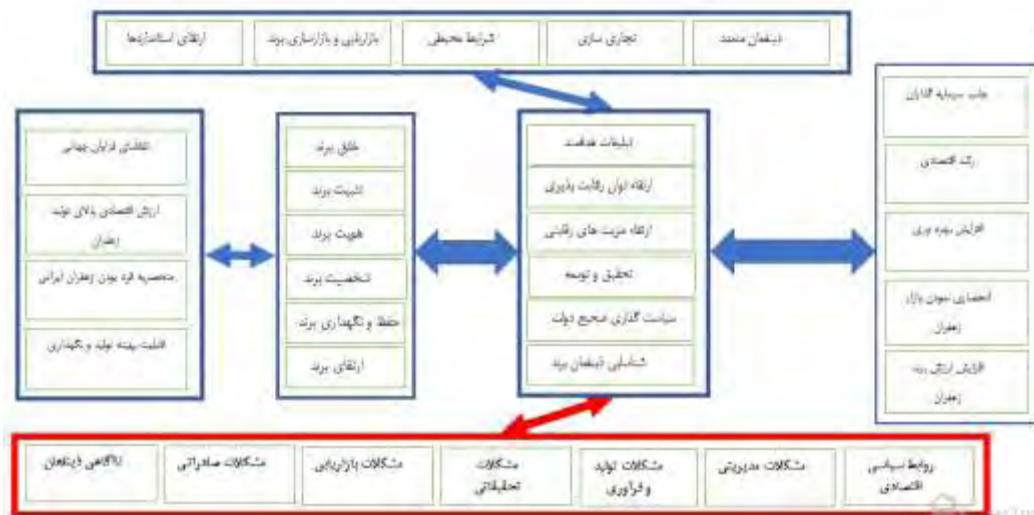 ذینفعان متعدد
تجاری سازی
شرایط محیطی
بازاریابی و بازارسازی برند
ارتقای استانداردها
جلب سرمایه گذاران
رشد اقتصادی
افزایش بهره وری
انحصاری نمودن بازار
زعفران
افزایش ارزش برند
زعفران
تبلیغات هدفمند
ارتقاء توان رقابت پذیری
ارتقاء مزیت های رقابتی
تحقیق و توسعه
سیاست گذاری صحیح دولت
شناسایی ذینفعان برند
خلق برند
تثبیت برند
هویت برند
شخصیت برند
حفظ و نگهداری برند
ارتقای برند
تقاضای فراوان جهانی
ارزش اقتصادی بالای تولید
زعفران
منحصربه فرد بودن زعفران ایرانی
قابلیت بهینه تولید و نگهداری
روابط سیاسی
اقتصادی
مشکلات مدیریتی
مشکلات تولید
و فرآوری
مشکلات
تحقیقاتی
مشکلات بازاریابی
مشکلات صادراتی
ناآگاهی ذینفعان